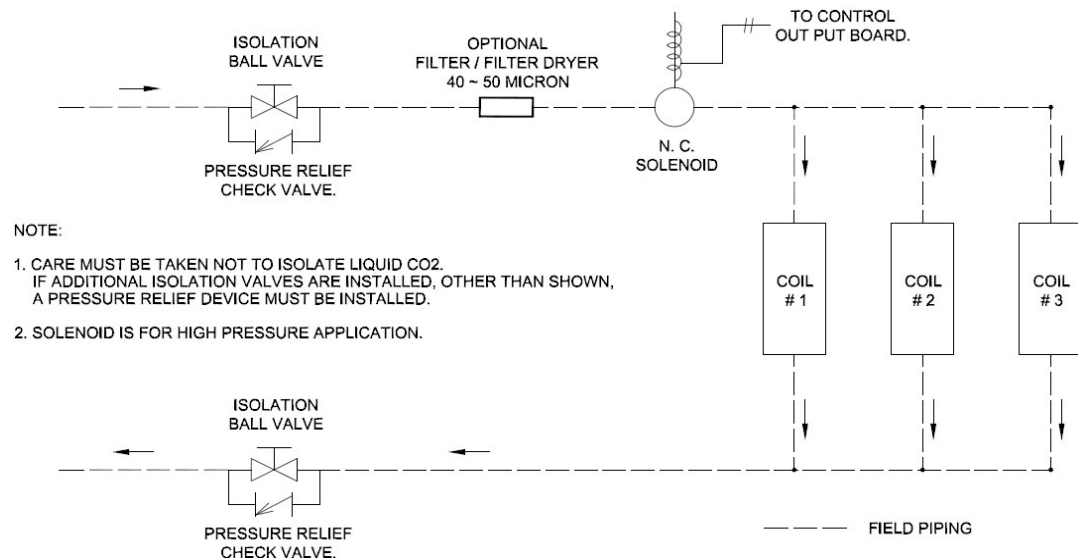 TO CONTROL
OUT PUT BOARD.
ISOLATION
BALL VALVE
OPTIONAL
FILTER / FILTER DRYER
40 ~ 50 MICRON
N. C.
SOLENOID
PRESSURE RELIEF
CHECK VALVE.
NOTE:
1. CARE MUST BE TAKEN NOT TO ISOLATE LIQUID CO2.
IF ADDITIONAL ISOLATION VALVES ARE INSTALLED, OTHER THAN SHOWN,
A PRESSURE RELIEF DEVICE MUST BE INSTALLED.
2. SOLENOID IS FOR HIGH PRESSURE APPLICATION.
COIL
# 1
COIL
# 2
COIL
# 3
ISOLATION
BALL VALVE
PRESSURE RELIEF
CHECK VALVE.
FIELD PIPING